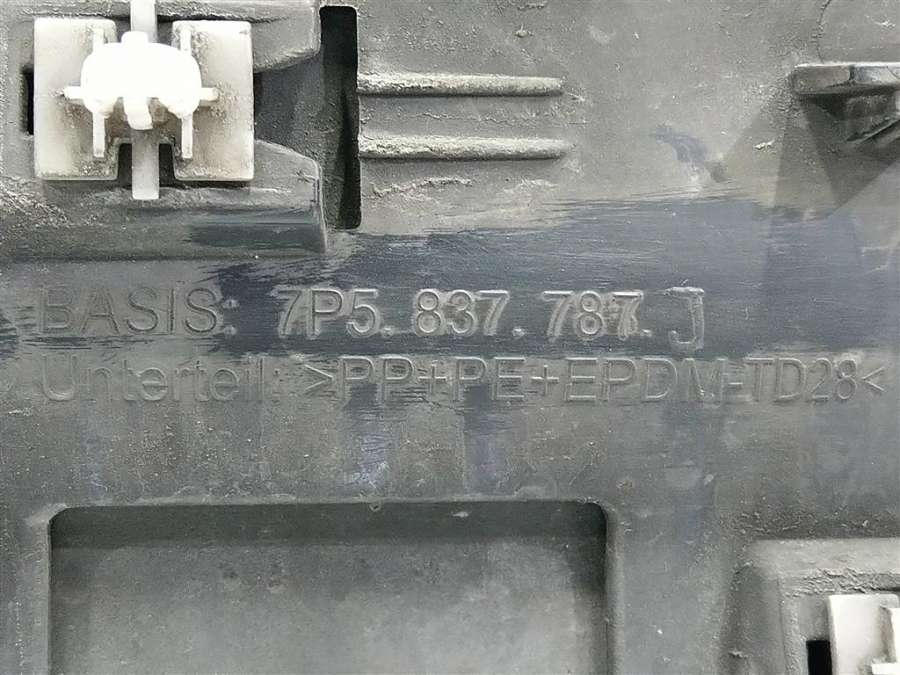 BASIS: 7P5. 837. 787. J
Unterteil: >PP+PE+EPDM-TD28<